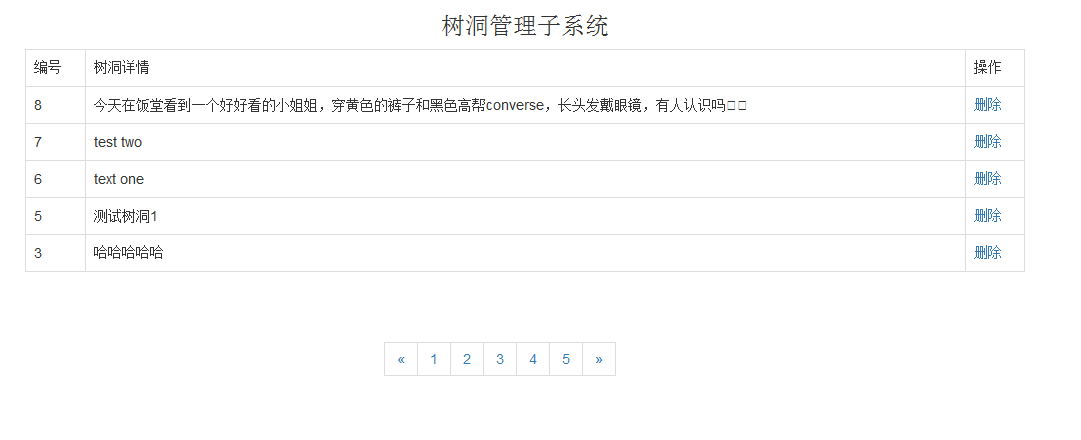 树洞管理子系统
编号 树洞详情 操作
8 今天在饭堂看到一个好好看的小姐姐，穿黄色的裤子和黑色高帮converse，长头发戴眼镜，有人认识吗 删除
7 test two 删除
6 text one 删除
5 测试树洞1 删除
3 哈哈哈哈哈 删除
« 1 2 3 4 5 »